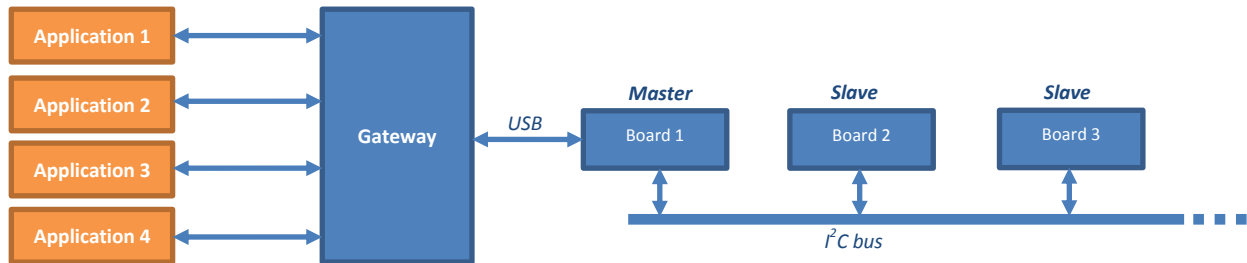 Application 1
Application 2
Application 3
Application 4
Gateway
USB
Master
Board 1
Slave
Board 2
Slave
Board 3
I²C bus